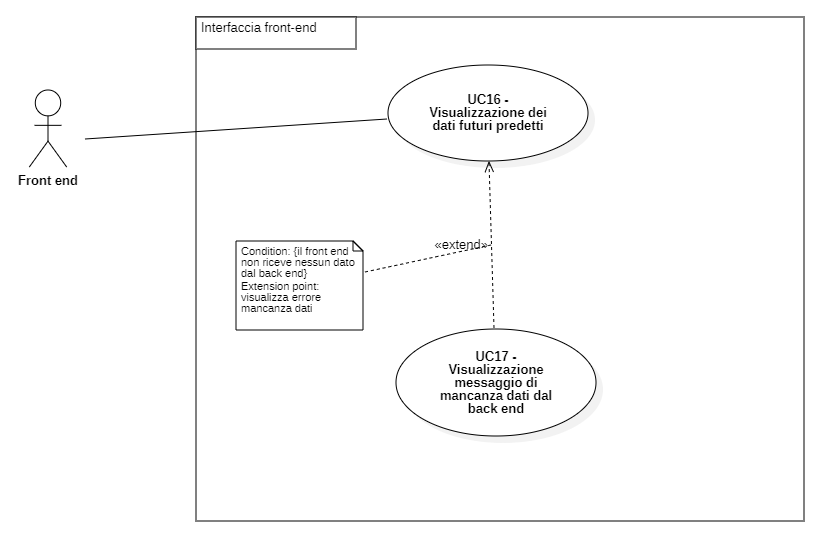 Interfaccia front-end
UC16 -
Visualizzazione dei
dati futuri predetti
Front end
«extend»
Condition: {il front end
non riceve nessun dato
dal back end}
Extension point:
visualizza errore
mancanza dati
UC17 -
Visualizzazione
messaggio di
mancanza dati dal
back end